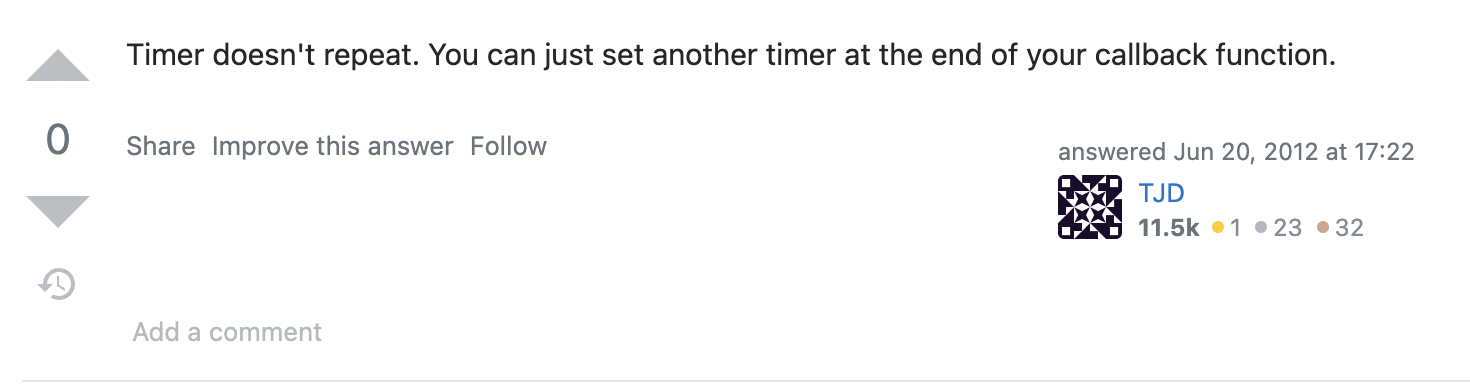 Timer doesn't repeat. You can just set another timer at the end of your callback function.
0
Share Improve this answer Follow
answered Jun 20, 2012 at 17:22
TJD
11.5k 1 23 32
Add a comment